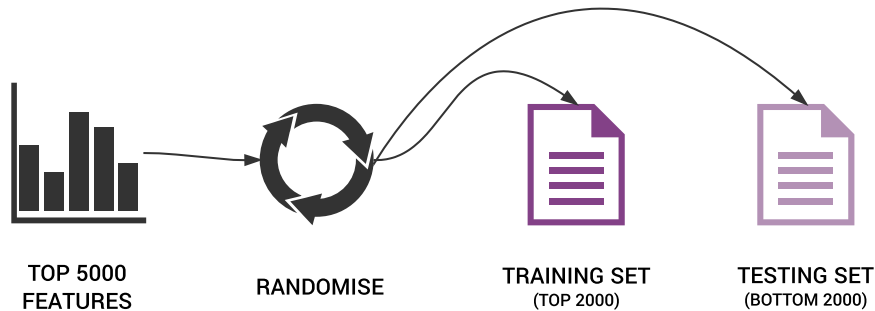 TOP 5000
FEATURES
RANDOMISE
TRAINING SET
(TOP 2000)
TESTING SET
(BOTTOM 2000)